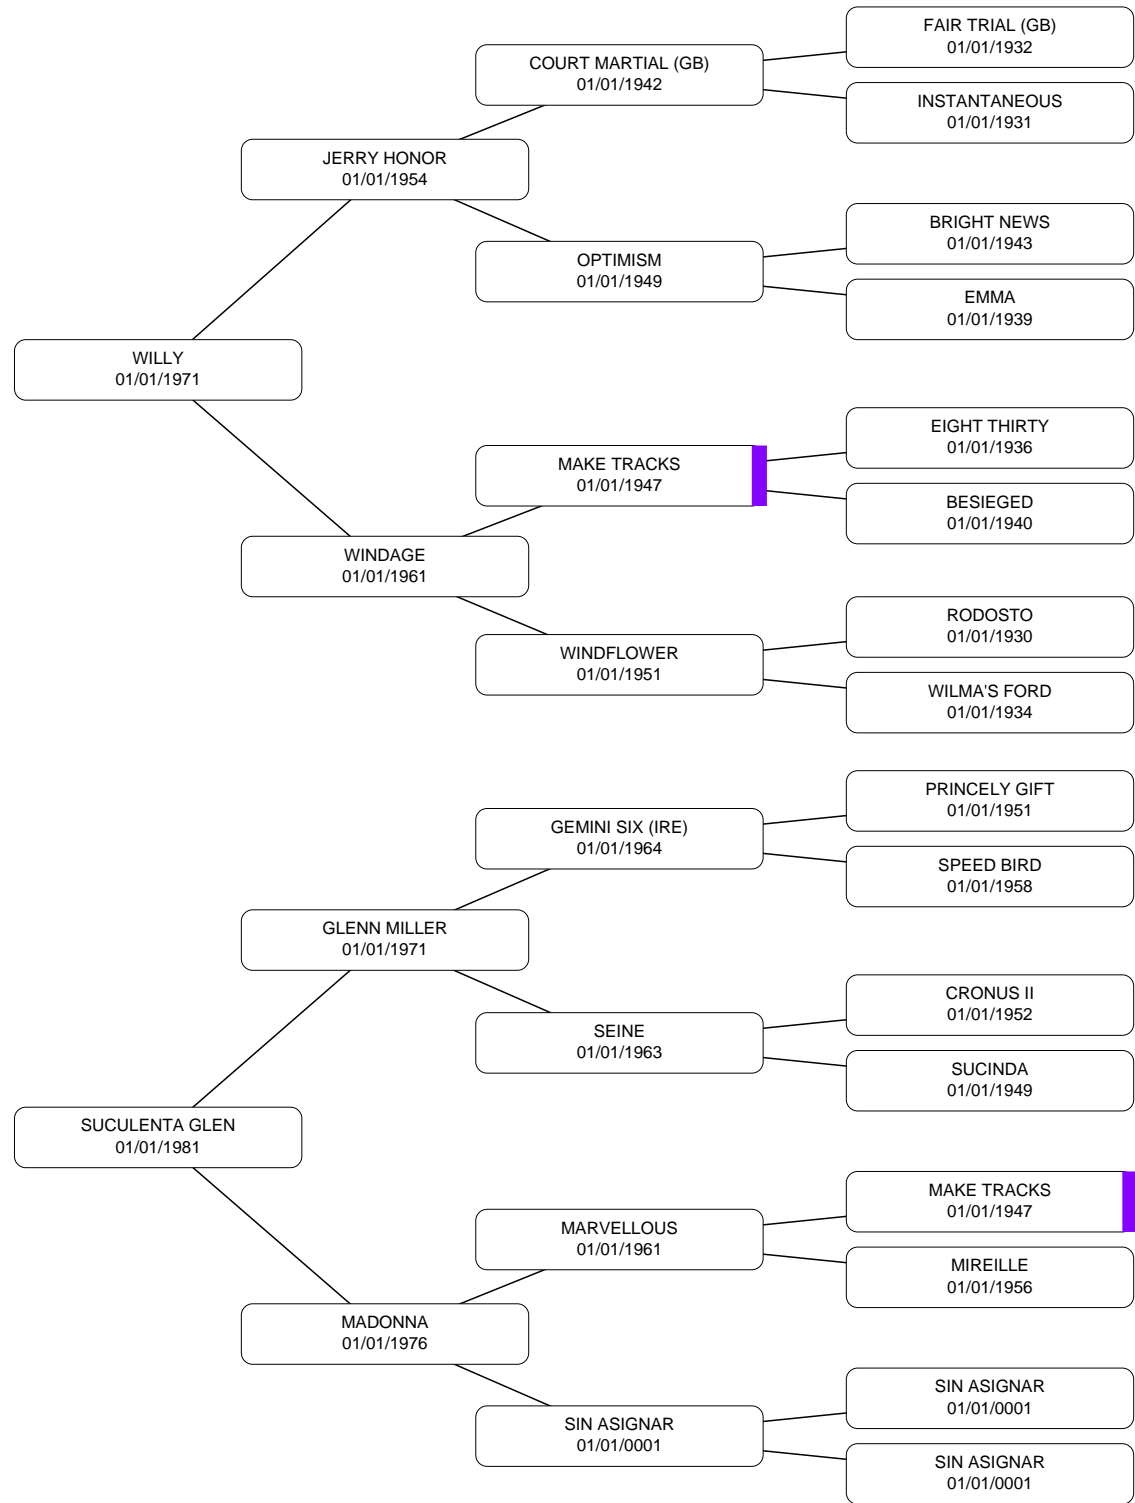 FAIR TRIAL (GB)
01/01/1932
COURT MARTIAL (GB)
01/01/1942
INSTANTANEOUS
01/01/1931
JERRY HONOR
01/01/1954
BRIGHT NEWS
01/01/1943
OPTIMISM
01/01/1949
EMMA
01/01/1939
WILLY
01/01/1971
EIGHT THIRTY
01/01/1936
MAKE TRACKS
01/01/1947
BESIEGED
01/01/1940
WINDAGE
01/01/1961
RODOSTO
01/01/1930
WINDFLOWER
01/01/1951
WILMA'S FORD
01/01/1934
PRINCELY GIFT
01/01/1951
GEMINI SIX (IRE)
01/01/1964
SPEED BIRD
01/01/1958
GLENN MILLER
01/01/1971
CRONUS II
01/01/1952
SEINE
01/01/1963
SUCINDA
01/01/1949
SUCULENTA GLEN
01/01/1981
MAKE TRACKS
01/01/1947
MARVELLOUS
01/01/1961
MIREILLE
01/01/1956
MADONNA
01/01/1976
SIN ASIGNAR
01/01/0001
SIN ASIGNAR
01/01/0001
SIN ASIGNAR
01/01/0001